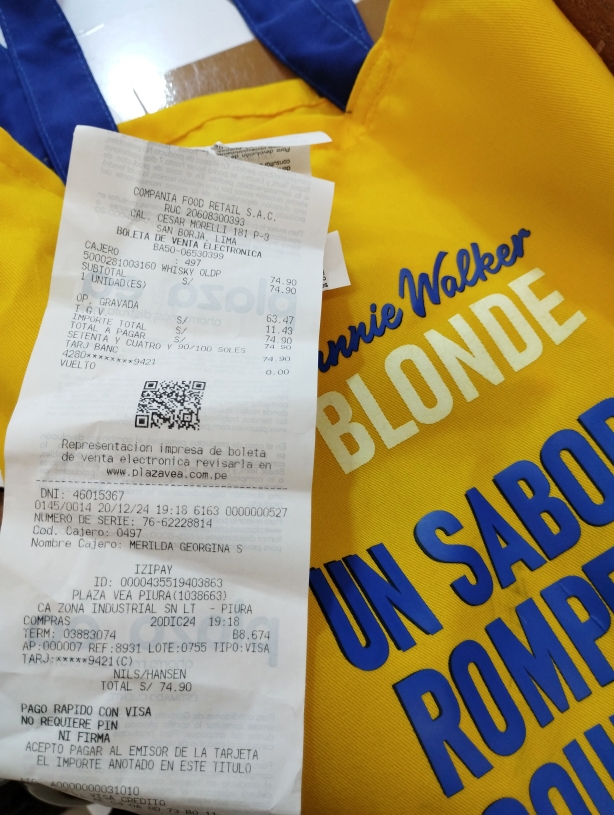 COMPANIA FOOD RETAIL S.A.C.
RUC 20608300393
CAL. CESAR MORELLI 181 P-3
SAN BORJA, LIMA
BOLETA DE VENTA ELECTRONICA
BA50-06530399
CAJERO : 497
5000281003160 WHISKY OLDP 74.90
SUBTOTAL S/ 74.90
1 UNIDAD(ES)
OP. GRAVADA S/ 63.47
I.G.V. S/ 11.43
IMPORTE TOTAL S/ 74.90
TOTAL A PAGAR S/ 74.90
SETENTA Y CUATRO Y 90/100 SOLES
TARJ BANC 74.90
4280********9421
VUELTO 0.00
Representacion impresa de boleta
de venta electronica revisarla en
www.plazavea.com.pe
DNI: 46015367
0145/0014 20/12/24 19:18 6163 0000000527
NUMERO DE SERIE: 76-62228814
Cod. Cajero: 0497
Nombre Cajero: MERILDA GEORGINA S
IZIPAY
ID: 0000435519403863
PLAZA VEA PIURA(1038663)
CA ZONA INDUSTRIAL SN LT - PIURA
COMPRAS 20DIC24 19:18
TERM: 03883074 B8.674
AP:000007 REF:8931 LOTE:0755 TIPO:VISA
TARJ:*****9421(C)
NILS/HANSEN
TOTAL S/ 74.90
PAGO RAPIDO CON VISA
NO REQUIERE PIN
NI FIRMA
ACEPTO PAGAR AL EMISOR DE LA TARJETA
EL IMPORTE ANOTADO EN ESTE TITULO
VISA CREDITO
nnie Walker
BLONDE
UN SABOR
ROMP